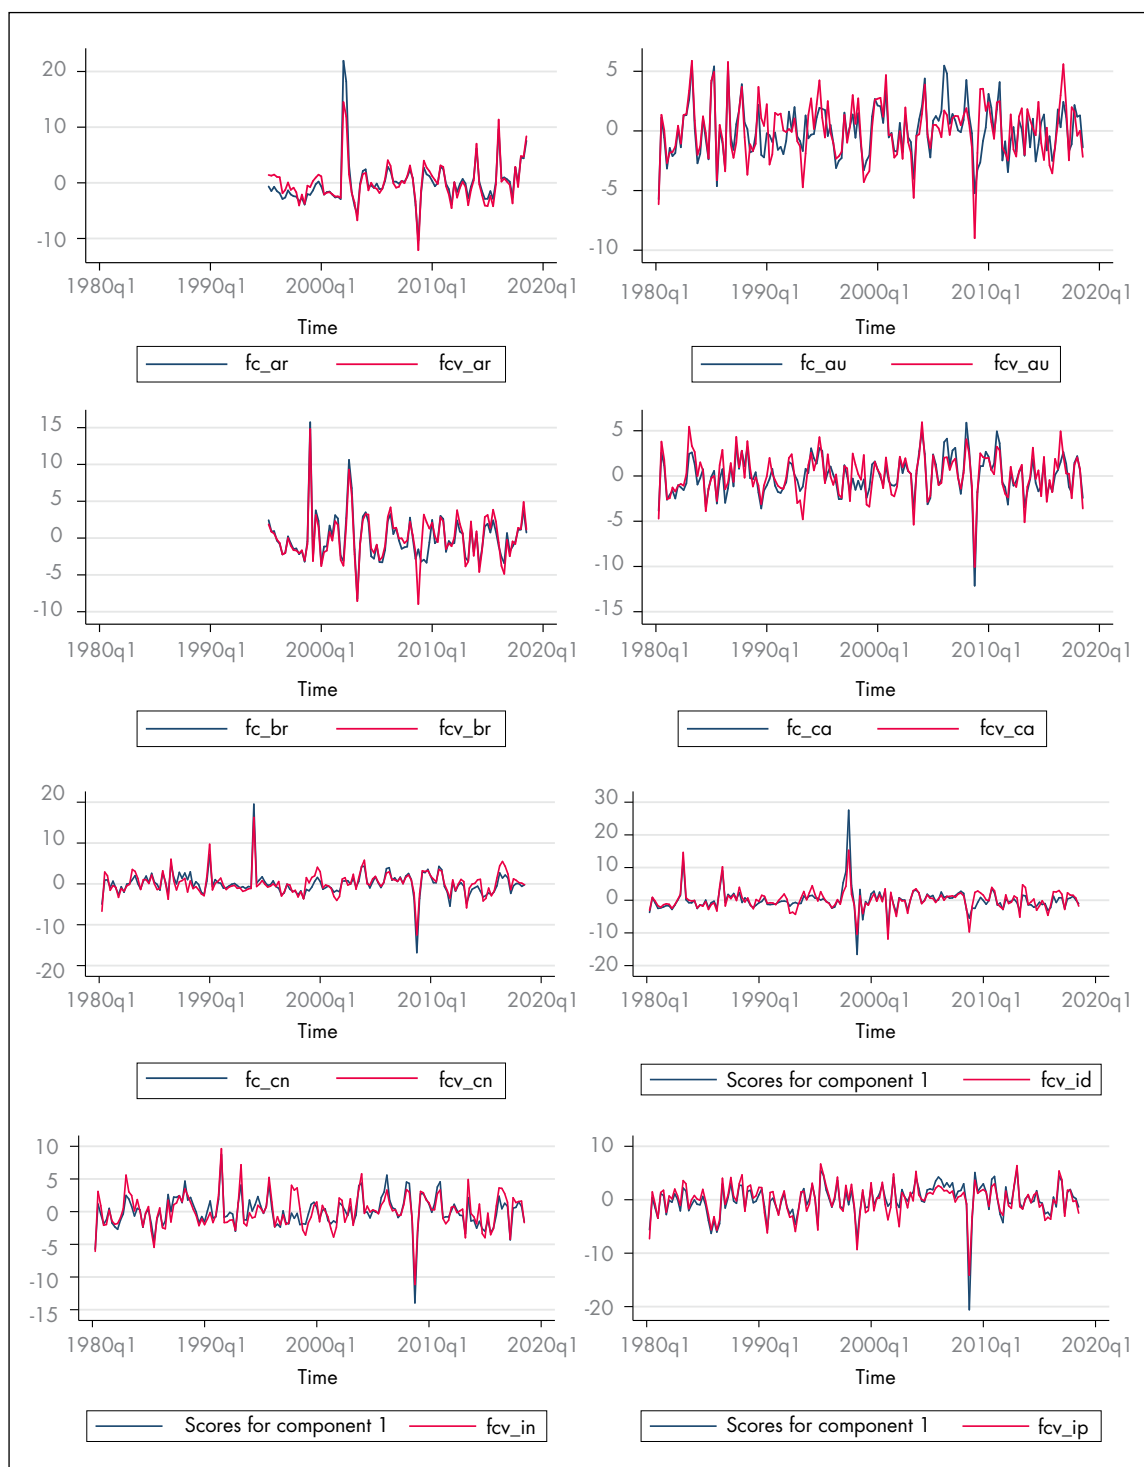 20
10
0
-10
1980q1 1990q1 2000q1 2010q1 2020q1
Time
fc_ar fcv_ar
5
0
-5
-10
1980q1 1990q1 2000q1 2010q1 2020q1
Time
fc_au fcv_au
15
10
5
0
-5
-10
1980q1 1990q1 2000q1 2010q1 2020q1
Time
fc_br fcv_br
5
0
-5
-10
-15
1980q1 1990q1 2000q1 2010q1 2020q1
Time
fc_ca fcv_ca
20
10
0
-10
-20
1980q1 1990q1 2000q1 2010q1 2020q1
Time
fc_cn fcv_cn
30
20
10
0
-10
-20
1980q1 1990q1 2000q1 2010q1 2020q1
Time
Scores for component 1 fcv_id
10
5
0
-5
-10
-15
1980q1 1990q1 2000q1 2010q1 2020q1
Time
Scores for component 1 fcv_in
10
0
-10
-20
1980q1 1990q1 2000q1 2010q1 2020q1
Time
Scores for component 1 fcv_ip